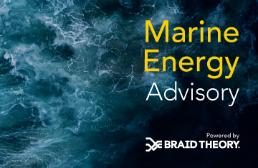 Marine
Energy
Advisory
Powered by
BRAID THEORY.